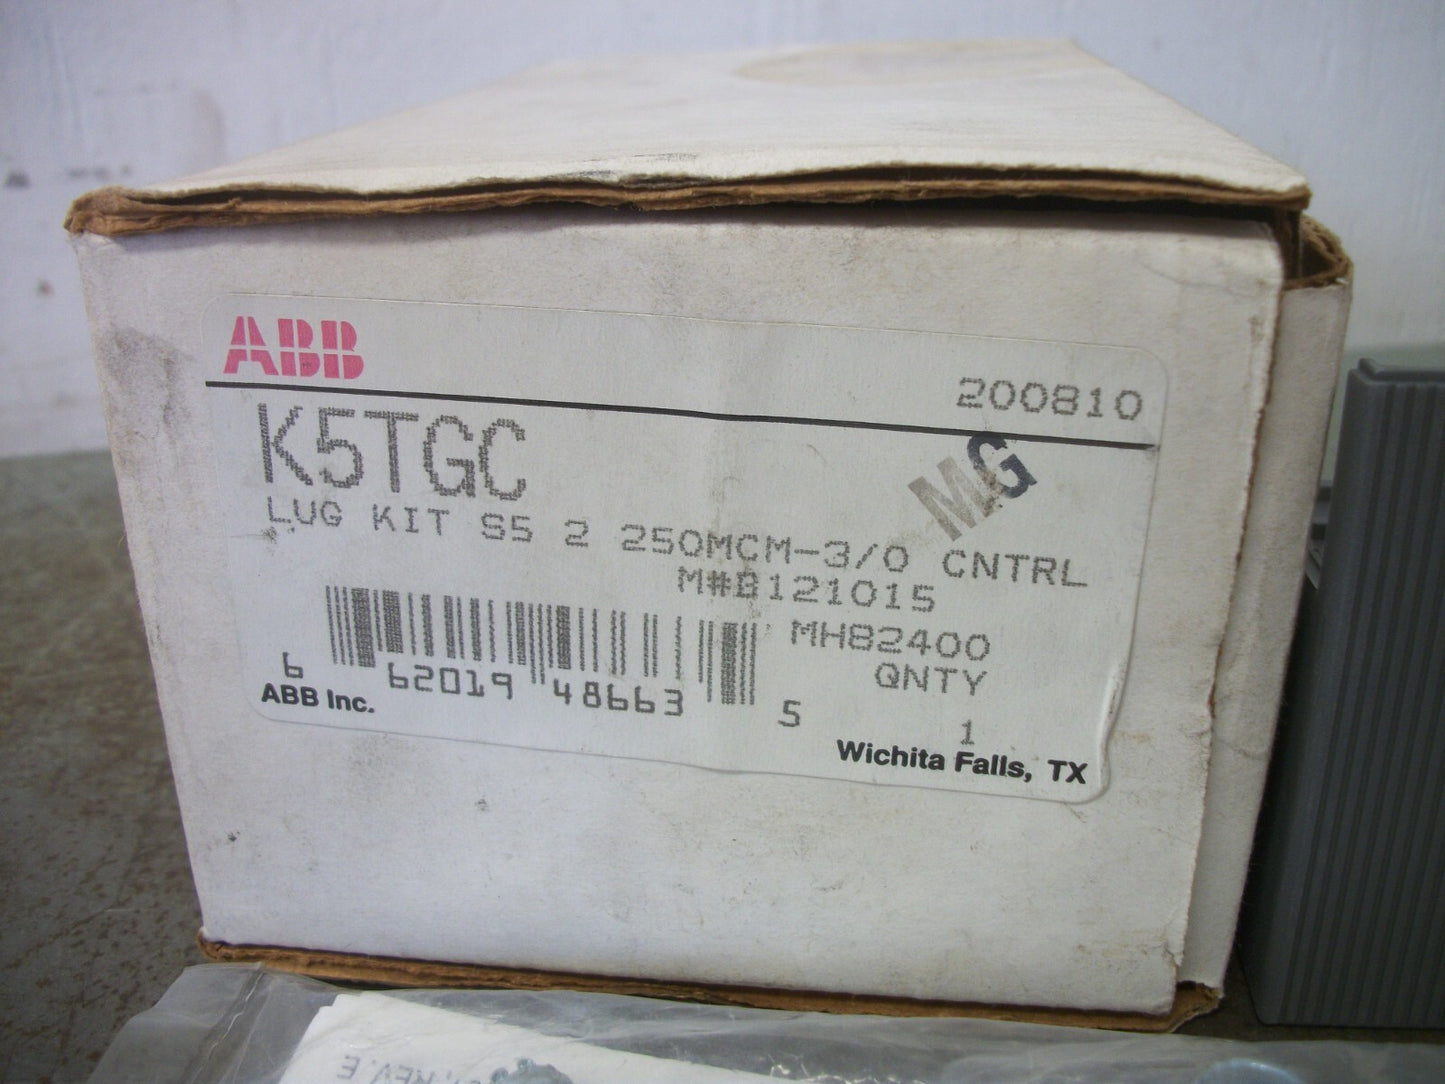 ABB
200810
K5TGC
MG
LUG KIT S5 2 250MCM-3/0 CNTRL
M#B121015
MH82400
QNTY
6 62019 48663 5
1
ABB Inc.
Wichita Falls, TX
REV. E